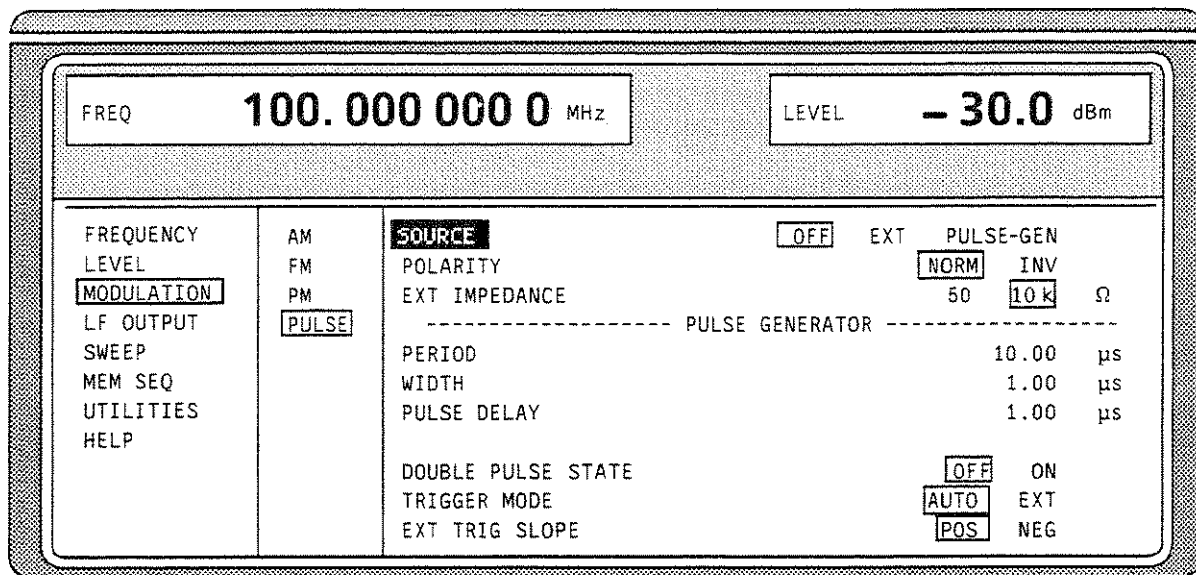 FREQ 100. 000 000 0 MHz
LEVEL – 30.0 dBm
FREQUENCY
LEVEL
MODULATION
LF OUTPUT
SWEEP
MEM SEQ
UTILITIES
HELP
AM
FM
PM
PULSE
SOURCE OFF EXT PULSE-GEN
POLARITY NORM INV
EXT IMPEDANCE 50 10 k Ω
------------------- PULSE GENERATOR -------------------
PERIOD 10.00 µs
WIDTH 1.00 µs
PULSE DELAY 1.00 µs
DOUBLE PULSE STATE OFF ON
TRIGGER MODE AUTO EXT
EXT TRIG SLOPE POS NEG